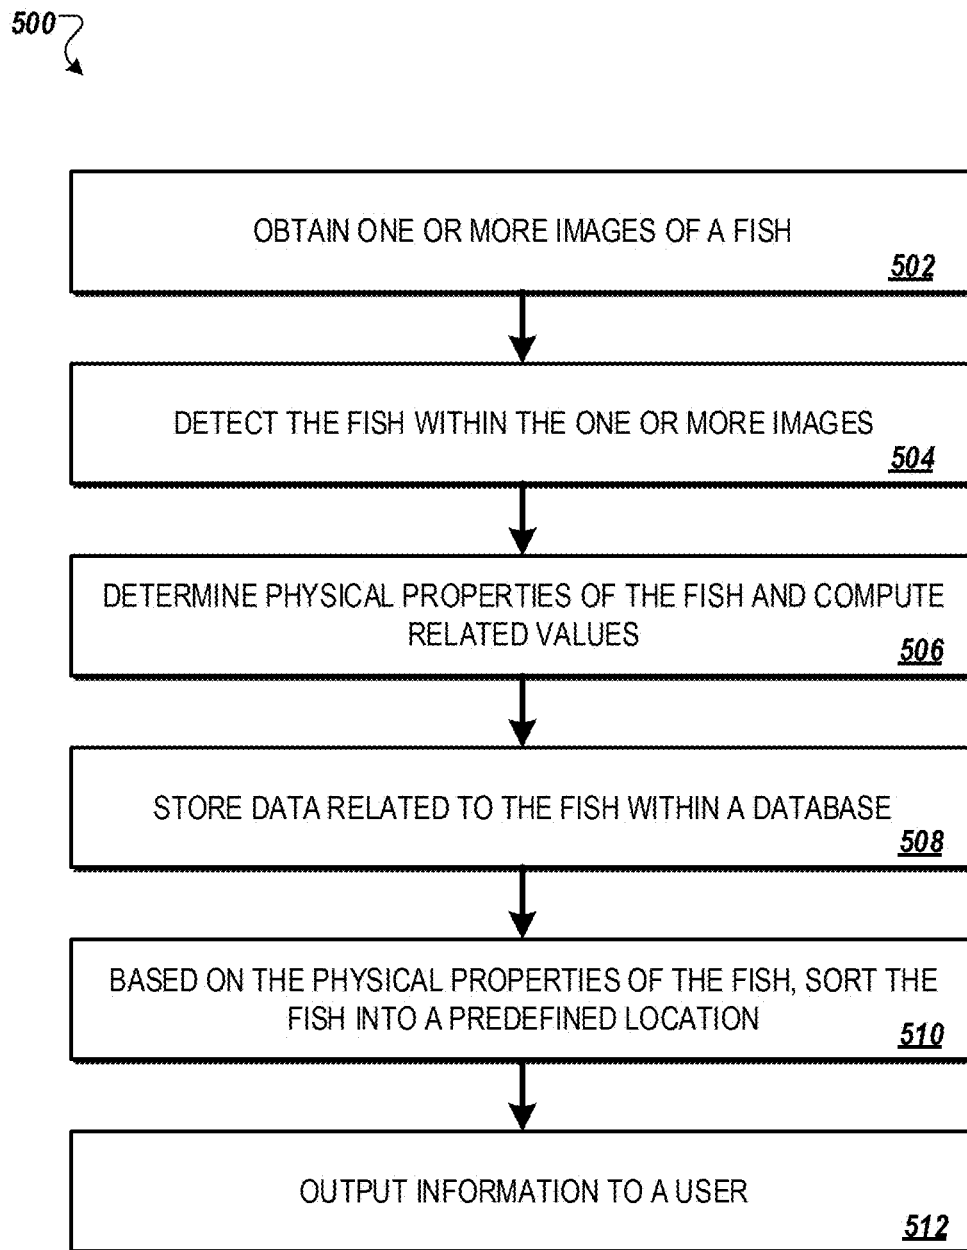 500
OBTAIN ONE OR MORE IMAGES OF A FISH
502
DETECT THE FISH WITHIN THE ONE OR MORE IMAGES
504
DETERMINE PHYSICAL PROPERTIES OF THE FISH AND COMPUTE
RELATED VALUES
506
STORE DATA RELATED TO THE FISH WITHIN A DATABASE
508
BASED ON THE PHYSICAL PROPERTIES OF THE FISH, SORT THE
FISH INTO A PREDEFINED LOCATION
510
OUTPUT INFORMATION TO A USER
512